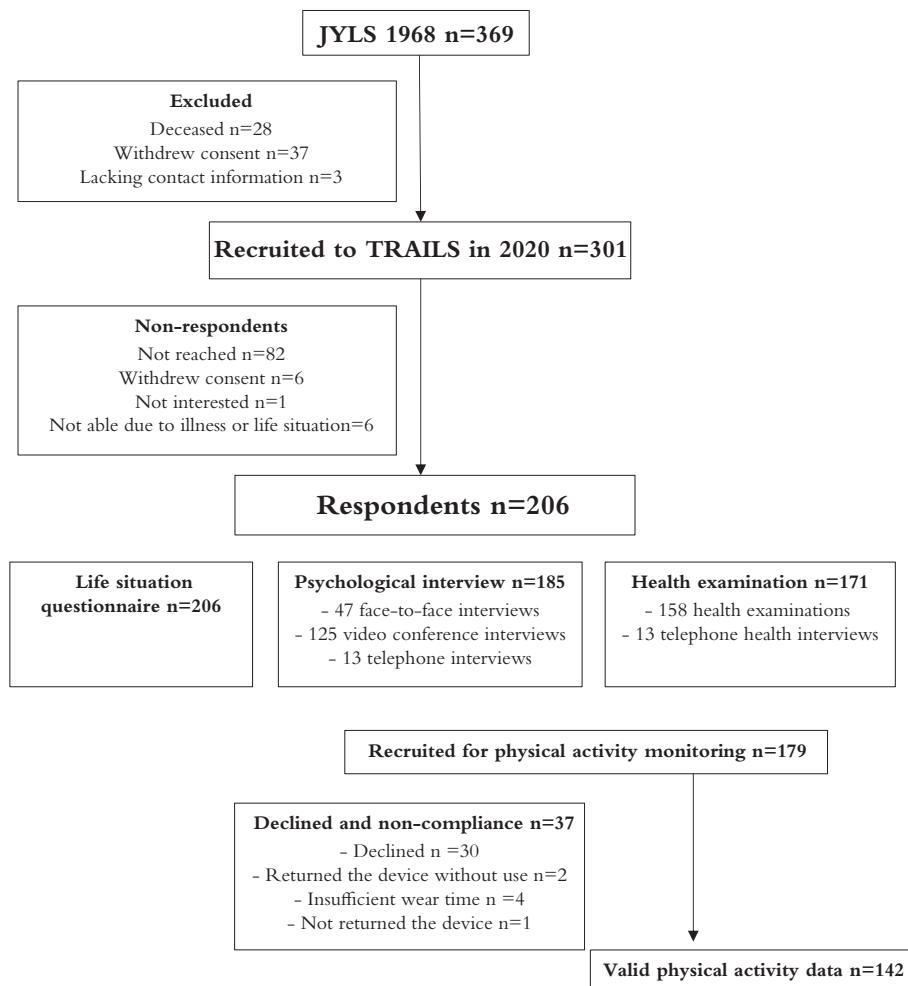 JYLS 1968 n=369
Excluded
Deceased n=28
Withdrew consent n=37
Lacking contact information n=3
Recruited to TRAILS in 2020 n=301
Non-respondents
Not reached n=82
Withdrew consent n=6
Not interested n=1
Not able due to illness or life situation=6
Respondents n=206
Life situation
questionnaire n=206
Psychological interview n=185
- 47 face-to-face interviews
- 125 video conference interviews
- 13 telephone interviews
Health examination n=171
- 158 health examinations
- 13 telephone health interviews
Recruited for physical activity monitoring n=179
Declined and non-compliance n=37
- Declined n =30
- Returned the device without use n=2
- Insufficient wear time n =4
- Not returned the device n=1
Valid physical activity data n=142